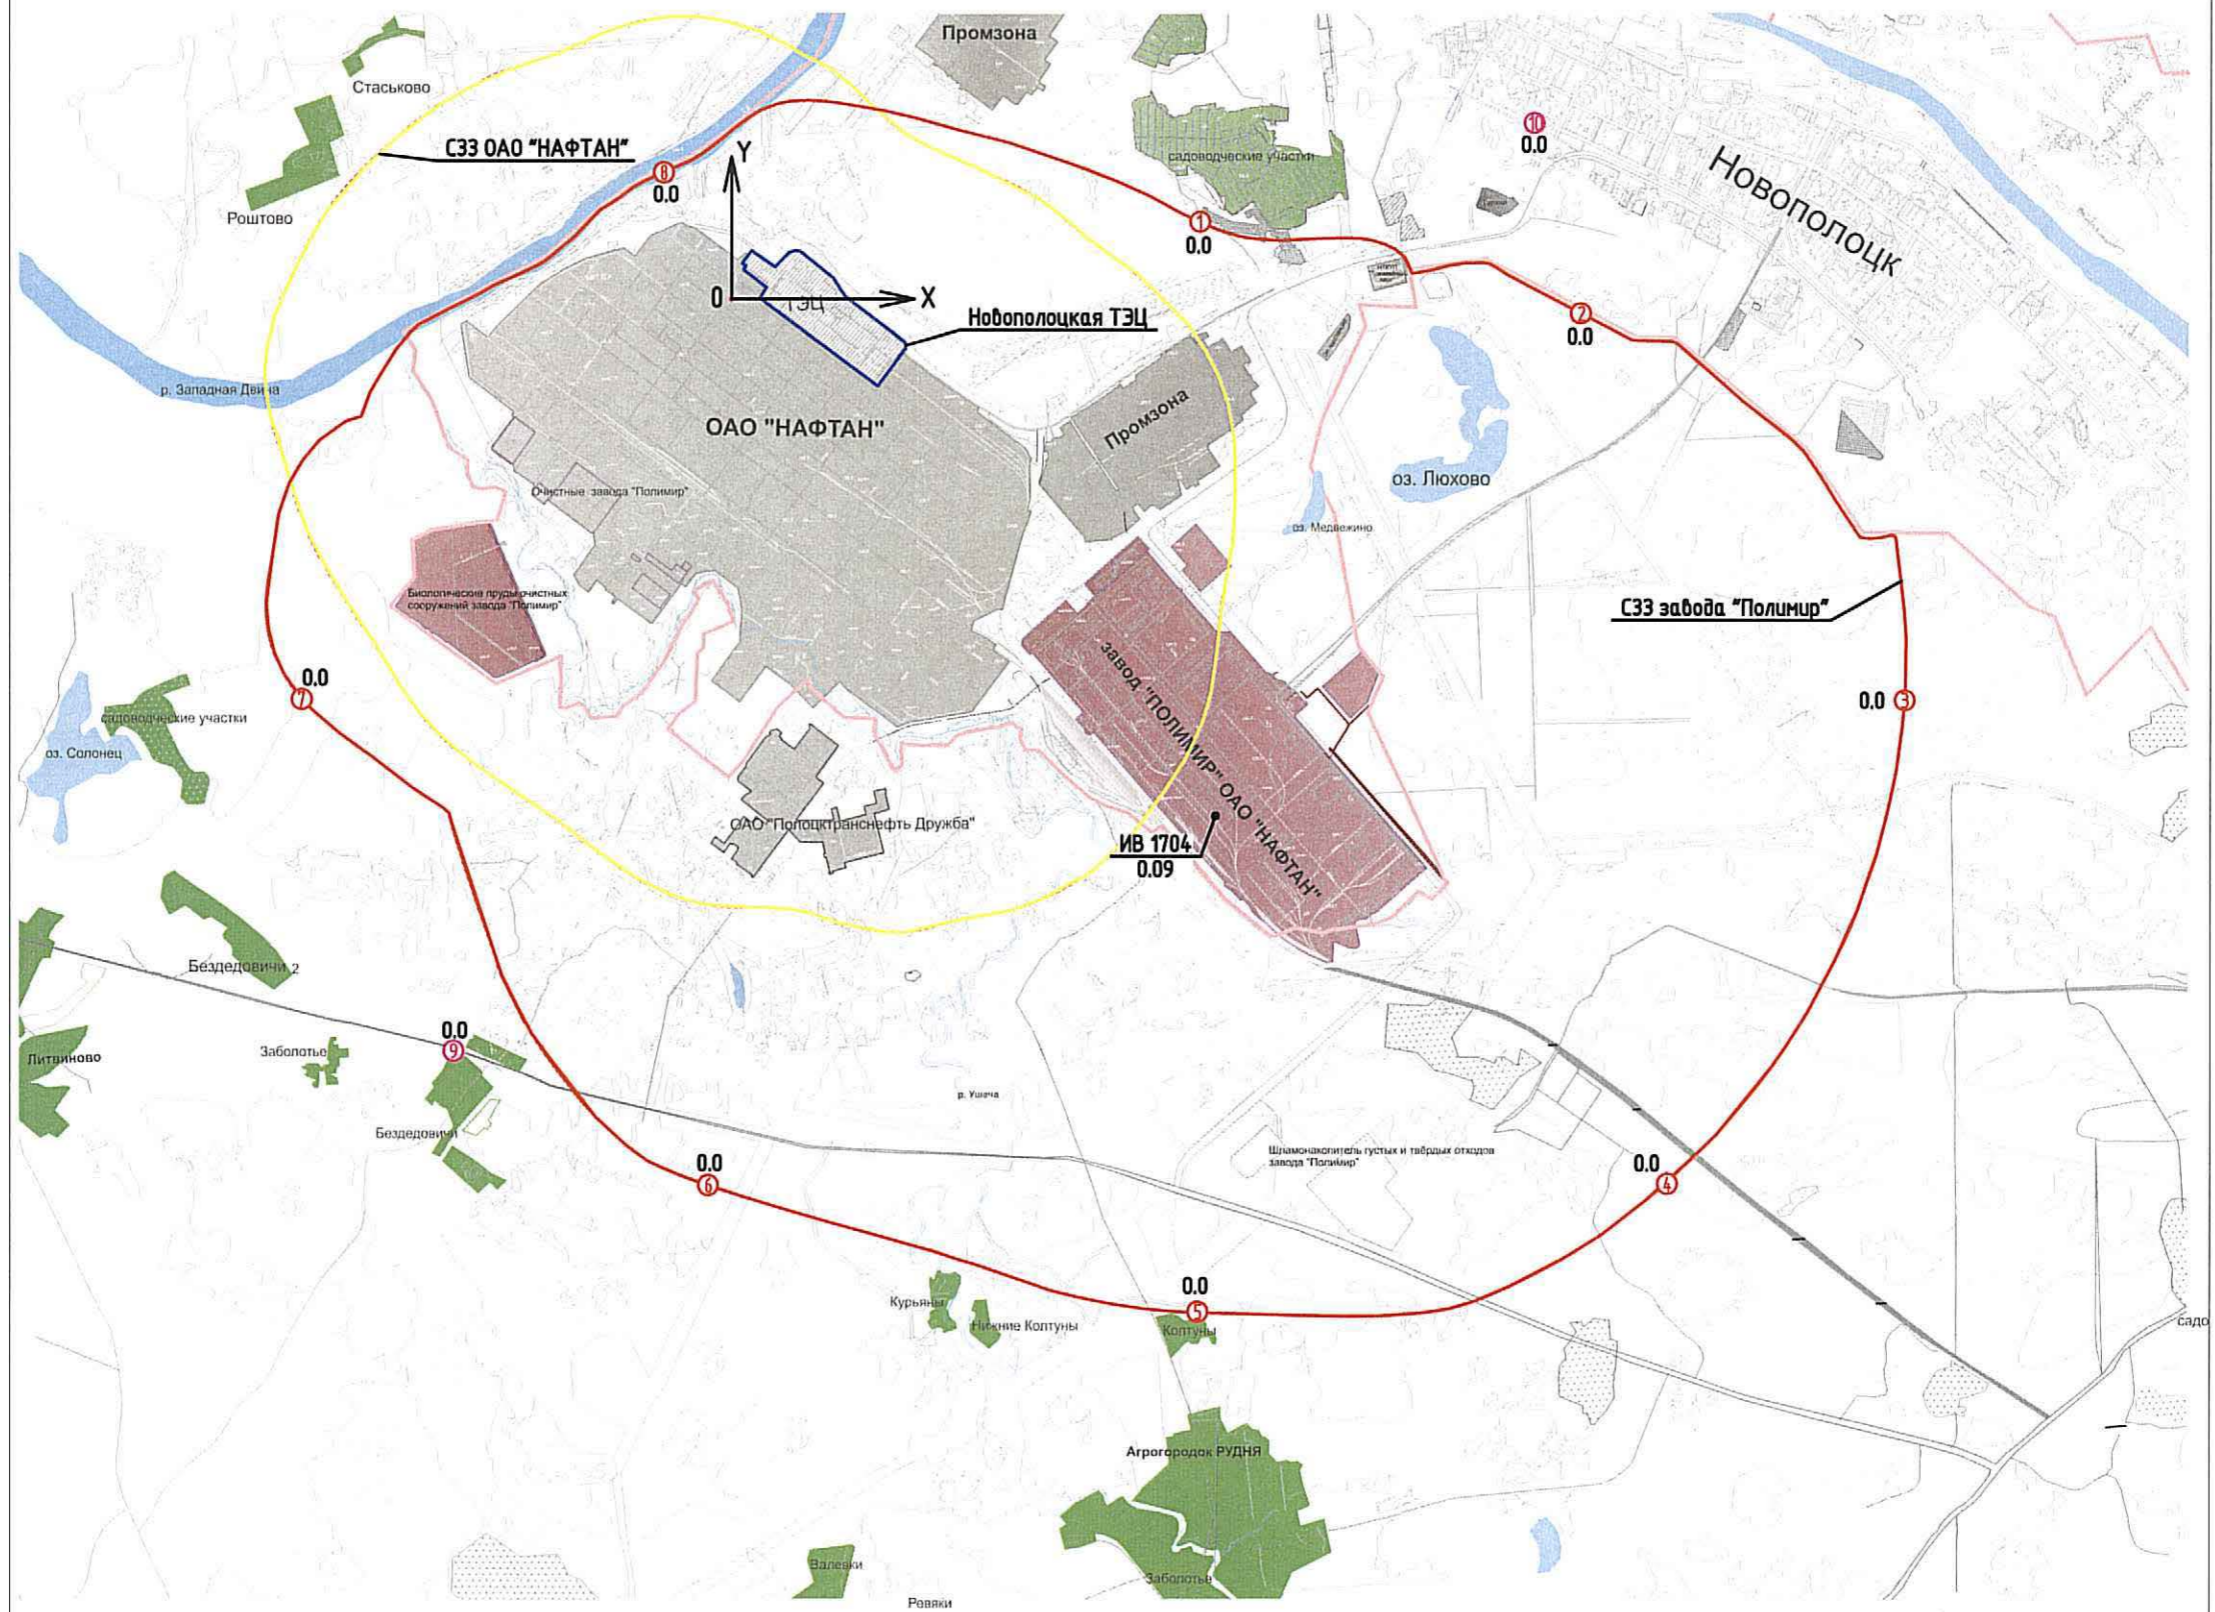 Промзона
Стаськово
СЗЗ ОАО "НАФТАН"
Роштово
р. Западная Двина
8
0.0
Y
0
X
ТЭЦ
Новополоцкая ТЭЦ
садоводческие участки
1
0.0
10
0.0
Новополоцк
2
0.0
ОАО "НАФТАН"
Промзона
оз. Люхово
оз. Медвежино
Очистные завода "Полимир"
Биологические пруды очистных
сооружений завода "Полимир"
СЗЗ завода "Полимир"
0.0
3
0.0
7
садоводческие участки
оз. Солонец
завод "ПОЛИМИР" ОАО "НАФТАН"
ОАО "Полоцктранснефть Дружба"
ИВ 1704
0.09
Бездедовичи 2
Литвиново
Заболотье
0.0
9
Бездедовичи
р. Ушача
Шламонакопитель густых и твёрдых отходов
завода "Полимир"
0.0
6
0.0
4
0.0
5
Курьяны
Нижние Колтуны
Колтуны
садо
Агрогородок РУДНЯ
Валевки
Заболотье
Ревяки